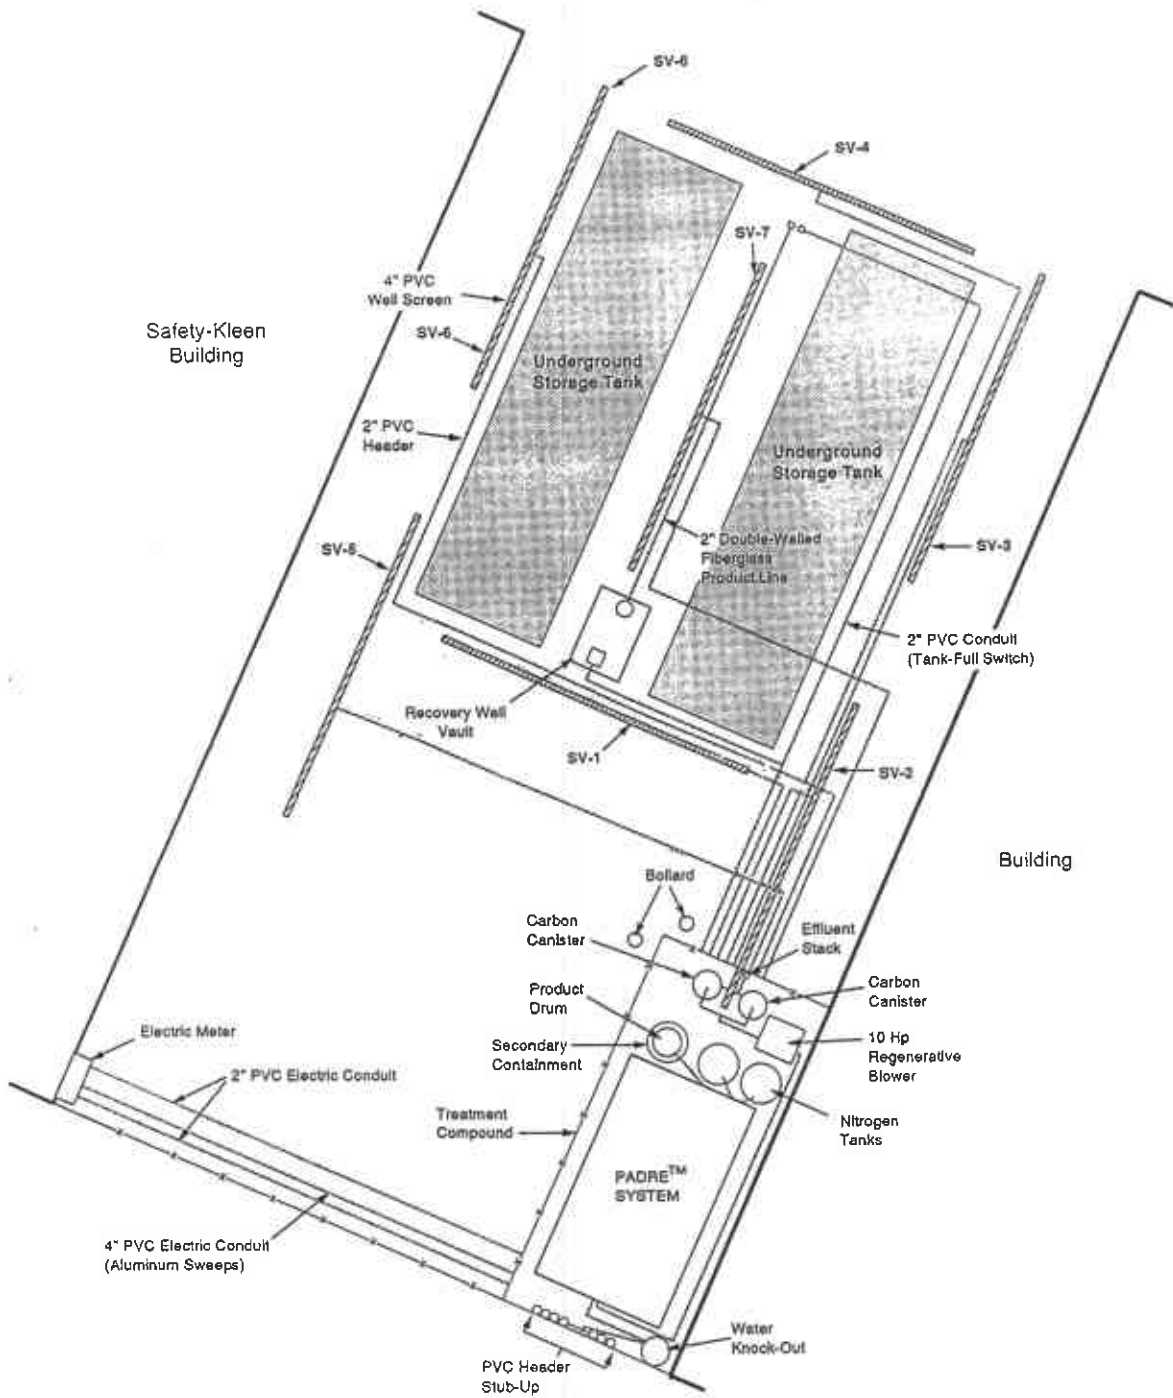 SV-6
SV-4
SV-7
4" PVC
Well Screen
SV-6
Safety-Kleen
Building
Underground
Storage Tank
2" PVC
Header
Underground
Storage Tank
SV-5
2" Double-Walled
Fiberglass
Product Line
SV-3
2" PVC Conduit
(Tank-Full Switch)
Recovery Well
Vault
SV-1
SV-2
Building
Bollard
Carbon
Canister
Effluent
Stack
Product
Drum
Carbon
Canister
Electric Meter
Secondary
Containment
10 Hp
Regenerative
Blower
2" PVC Electric Conduit
Treatment
Compound
Nitrogen
Tanks
PADRE™
SYSTEM
4" PVC Electric Conduit
(Aluminum Sweeps)
Water
Knock-Out
PVC Header
Stub-Up